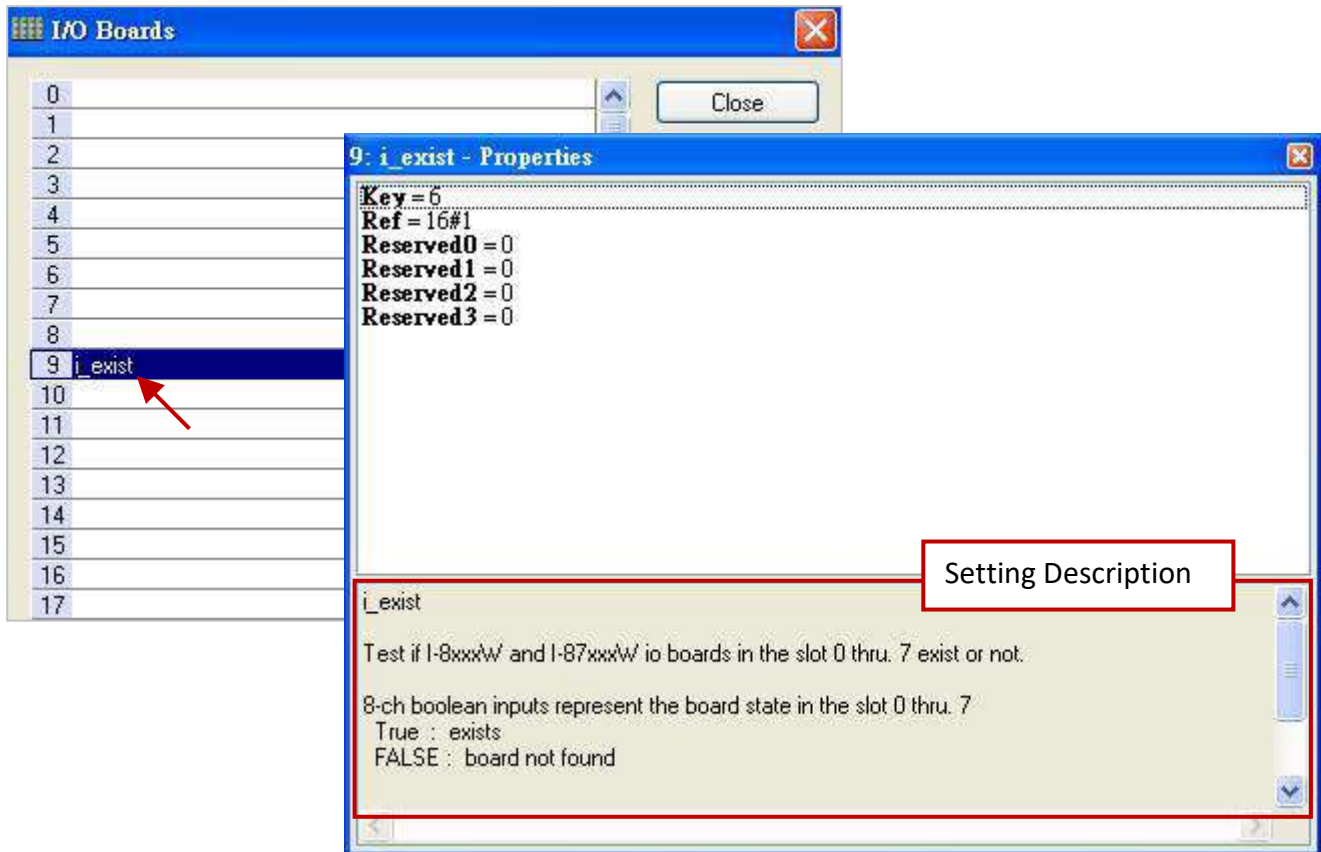 I/O Boards
Close
0
1
2
3
4
5
6
7
8
9 i_exist
10
11
12
13
14
15
16
17
9: i_exist - Properties
Key = 6
Ref = 16#1
Reserved0 = 0
Reserved1 = 0
Reserved2 = 0
Reserved3 = 0
Setting Description
i_exist
Test if I-8xxxW and I-87xxxW io boards in the slot 0 thru. 7 exist or not.
8-ch boolean inputs represent the board state in the slot 0 thru. 7
True : exists
FALSE : board not found